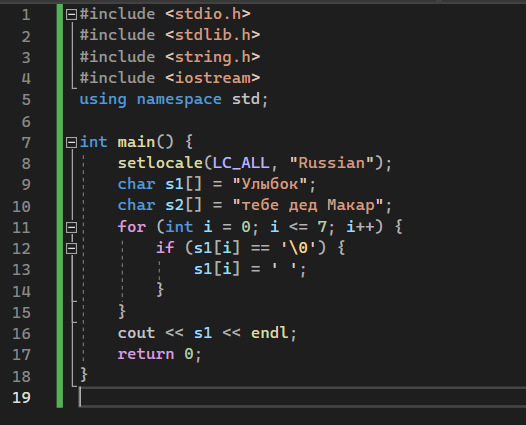 1 #include <stdio.h>
2 #include <stdlib.h>
3 #include <string.h>
4 #include <iostream>
5 using namespace std;
6
7 int main() {
8 setlocale(LC_ALL, "Russian");
9 char s1[] = "Улыбок";
10 char s2[] = "тебе дед Макар";
11 for (int i = 0; i <= 7; i++) {
12 if (s1[i] == '\0') {
13 s1[i] = ' ';
14 }
15 }
16 cout << s1 << endl;
17 return 0;
18 }
19